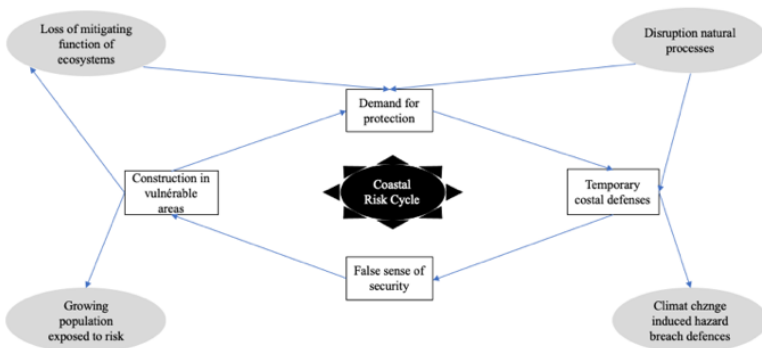 Loss of mitigating
function of
ecosystems
Disruption natural
processes
Demand for
protection
Construction in
vulnérable
areas
Coastal
Risk Cycle
Temporary
costal defenses
False sense of
security
Growing
population
exposed to risk
Climat chznge
induced hazard
breach defences